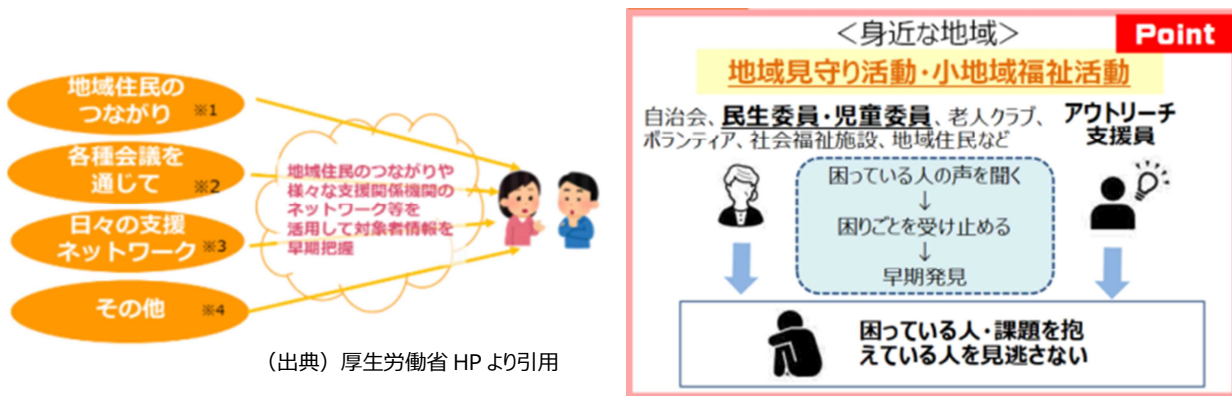 地域住民の
つながり ※1
各種会議を
通じて ※2
日々の支援
ネットワーク ※3
その他 ※4
地域住民のつながりや
様々な支援関係機関の
ネットワーク等を
活用して対象者情報を
早期把握
（出典）厚生労働省 HP より引用
＜身近な地域＞
Point
地域見守り活動・小地域福祉活動
自治会、民生委員・児童委員、老人クラブ、
ボランティア、社会福祉施設、地域住民など
アウトリーチ
支援員
困っている人の声を聞く
↓
困りごとを受け止める
↓
早期発見
困っている人・課題を抱
えている人を見逃さない